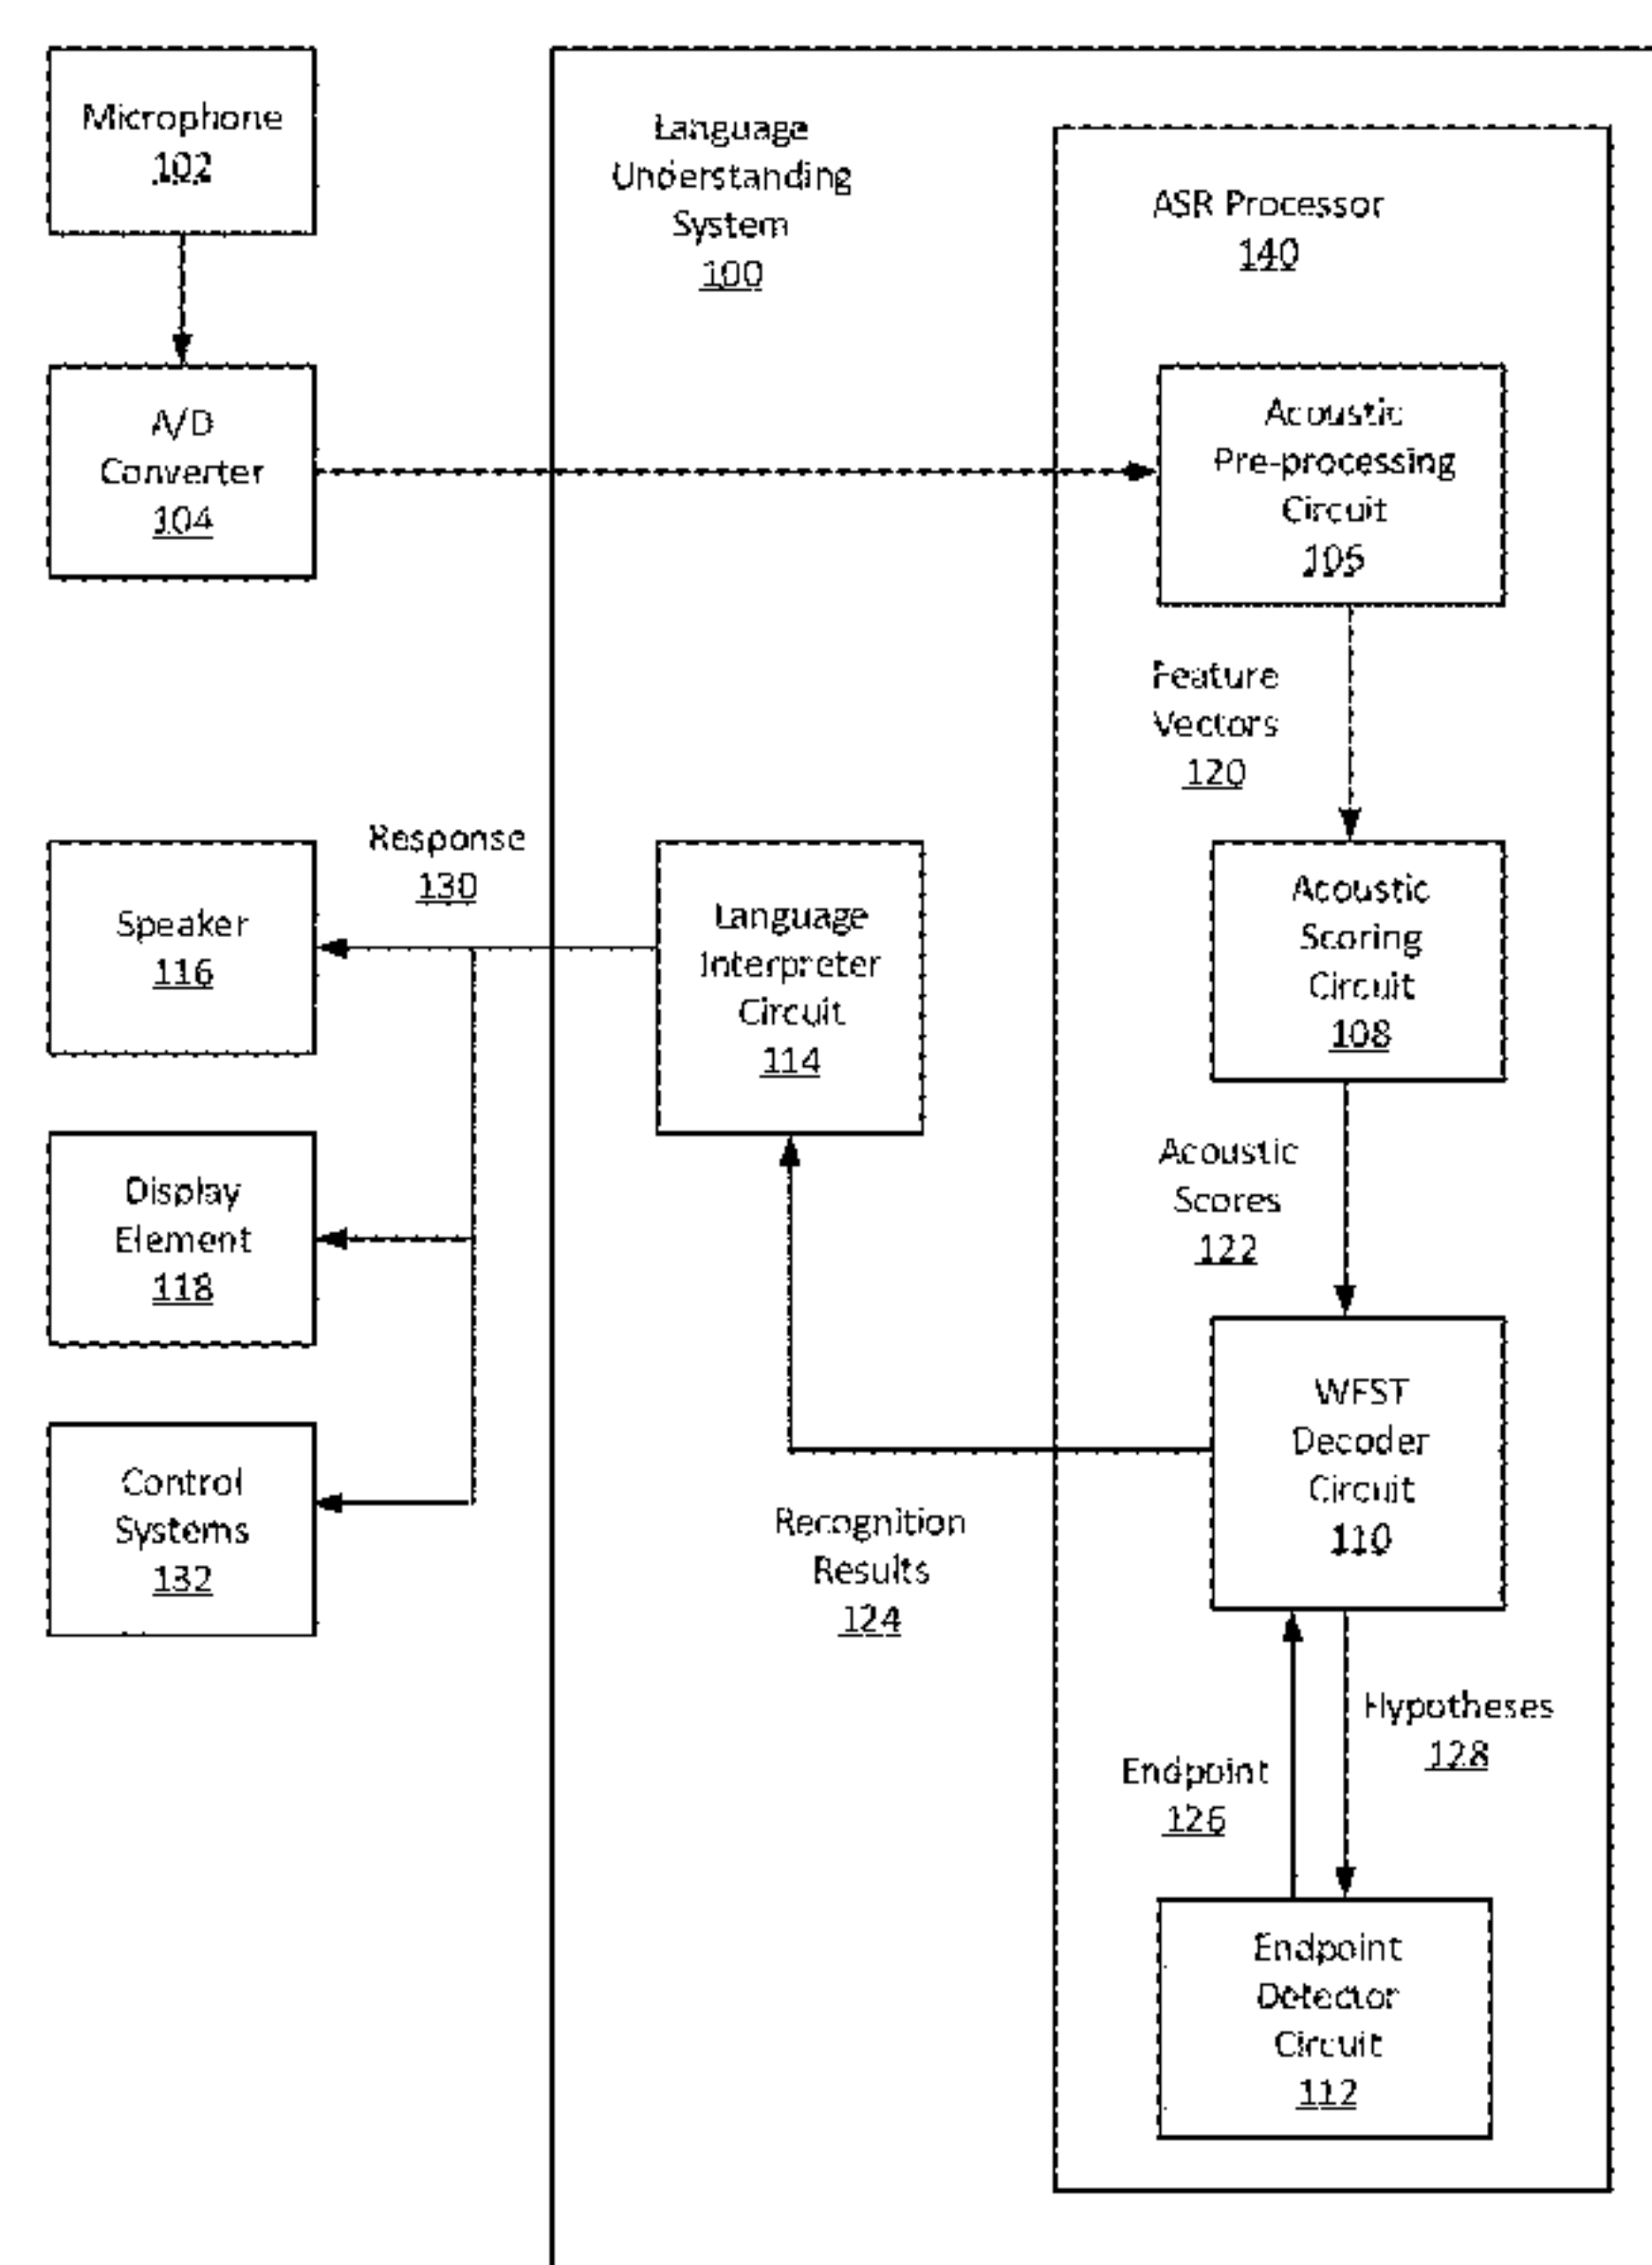 Microphone
102
Language
Understanding
System
100
ASR Processor
140
A/D
Converter
104
Acoustic
Pre-processing
Circuit
106
Feature
Vectors
120
Response
130
Speaker
116
Language
Interpreter
Circuit
114
Acoustic
Scoring
Circuit
108
Acoustic
Scores
122
Display
Element
118
WFST
Decoder
Circuit
110
Control
Systems
132
Recognition
Results
124
Hypotheses
128
Endpoint
126
Endpoint
Detector
Circuit
112